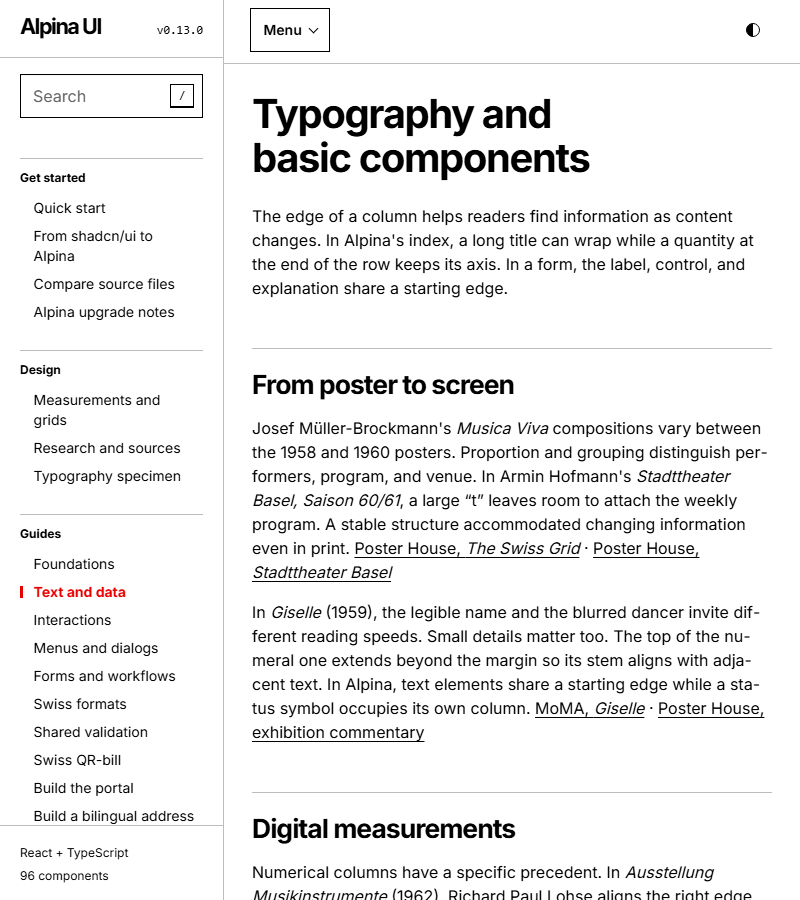 Alpina UI
v0.13.0
Search
/
Get started
Quick start
From shadcn/ui to
Alpina
Compare source files
Alpina upgrade notes
Design
Measurements and
grids
Research and sources
Typography specimen
Guides
Foundations
Text and data
Interactions
Menus and dialogs
Forms and workflows
Swiss formats
Shared validation
Swiss QR-bill
Build the portal
Build a bilingual address
React + TypeScript
96 components
Menu
Typography and
basic components
The edge of a column helps readers find information as content
changes. In Alpina's index, a long title can wrap while a quantity at
the end of the row keeps its axis. In a form, the label, control, and
explanation share a starting edge.
From poster to screen
Josef Müller-Brockmann's Musica Viva compositions vary between
the 1958 and 1960 posters. Proportion and grouping distinguish per-
formers, program, and venue. In Armin Hofmann's Stadttheater
Basel, Saison 60/61, a large “t” leaves room to attach the weekly
program. A stable structure accommodated changing information
even in print. Poster House, The Swiss Grid · Poster House,
Stadttheater Basel
In Giselle (1959), the legible name and the blurred dancer invite dif-
ferent reading speeds. Small details matter too. The top of the nu-
meral one extends beyond the margin so its stem aligns with adja-
cent text. In Alpina, text elements share a starting edge while a sta-
tus symbol occupies its own column. MoMA, Giselle · Poster House,
exhibition commentary
Digital measurements
Numerical columns have a specific precedent. In Ausstellung
Musikinstrumente (1962), Richard Paul Lohse aligns the right edge